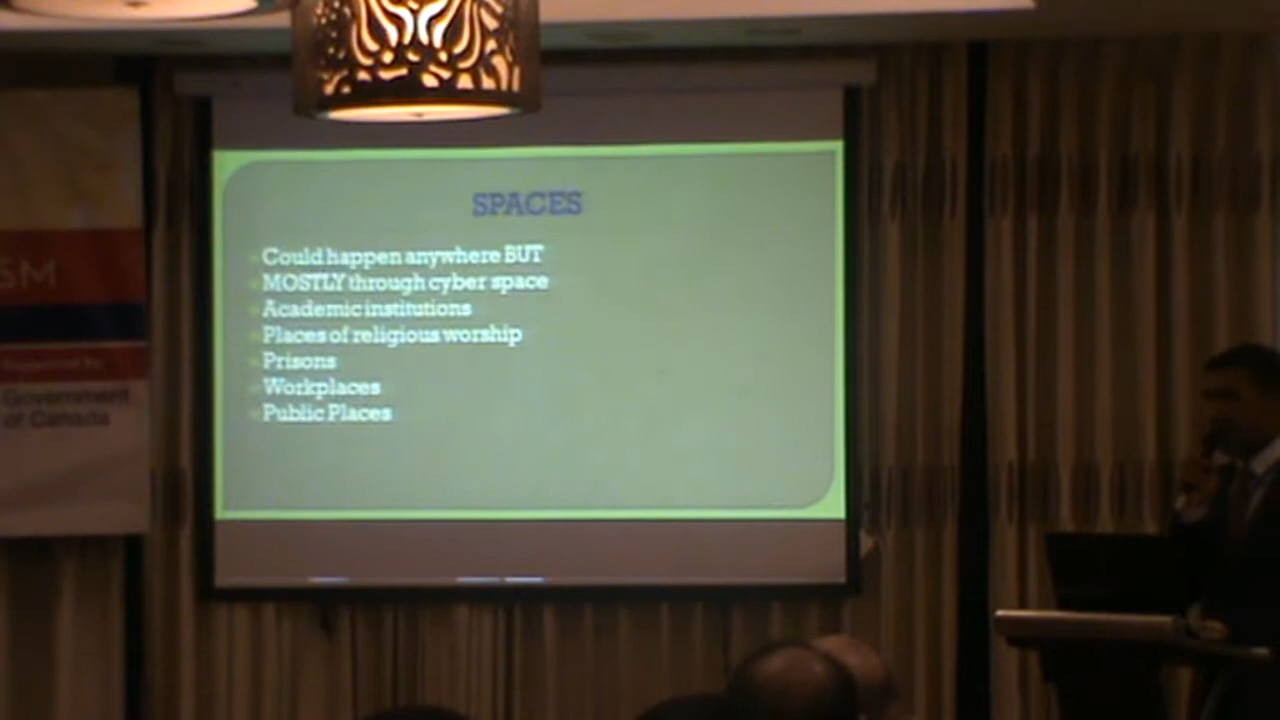 SPACES
Could happen anywhere BUT
MOSTLY through cyber space
Academic institutions
Places of religious worship
Prisons
Workplaces
Public Places
SM
Government
of Canada